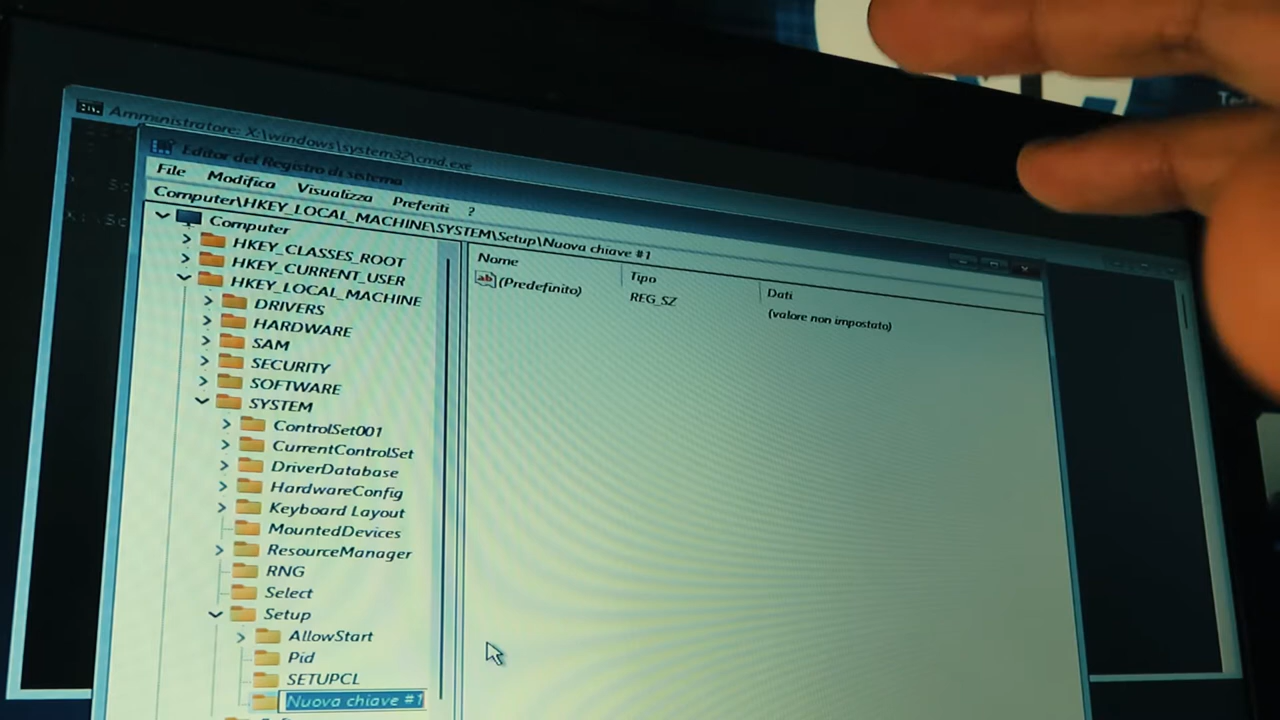 Amministratore: X:\windows\system32\cmd.exe
Editor del Registro di sistema
File Modifica Visualizza Preferiti ?
Computer\HKEY_LOCAL_MACHINE\SYSTEM\Setup\Nuova chiave #1
Computer
HKEY_CLASSES_ROOT
HKEY_CURRENT_USER
HKEY_LOCAL_MACHINE
DRIVERS
HARDWARE
SAM
SECURITY
SOFTWARE
SYSTEM
ControlSet001
CurrentControlSet
DriverDatabase
HardwareConfig
Keyboard Layout
MountedDevices
ResourceManager
RNG
Select
Setup
AllowStart
Pid
SETUPCL
Nuova chiave #1
Nome Tipo Dati
ab (Predefinito) REG_SZ (valore non impostato)